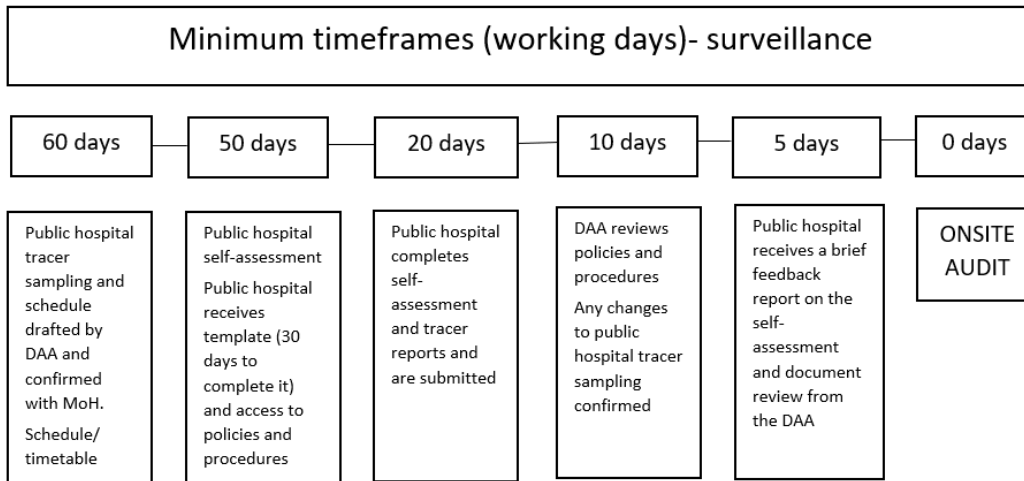 Minimum timeframes (working days)- surveillance
60 days
50 days
20 days
10 days
5 days
0 days
Public hospital
tracer
sampling and
schedule
drafted by
DAA and
confirmed
with MoH.
Schedule/
timetable
Public hospital
self-assessment
Public hospital
receives
template (30
days to
complete it)
and access to
policies and
procedures
Public hospital
completes
self-
assessment
and tracer
reports and
are submitted
DAA reviews
policies and
procedures
Any changes
to public
hospital tracer
sampling
confirmed
Public hospital
receives a brief
feedback
report on the
self-
assessment
and document
review from
the DAA
ONSITE
AUDIT